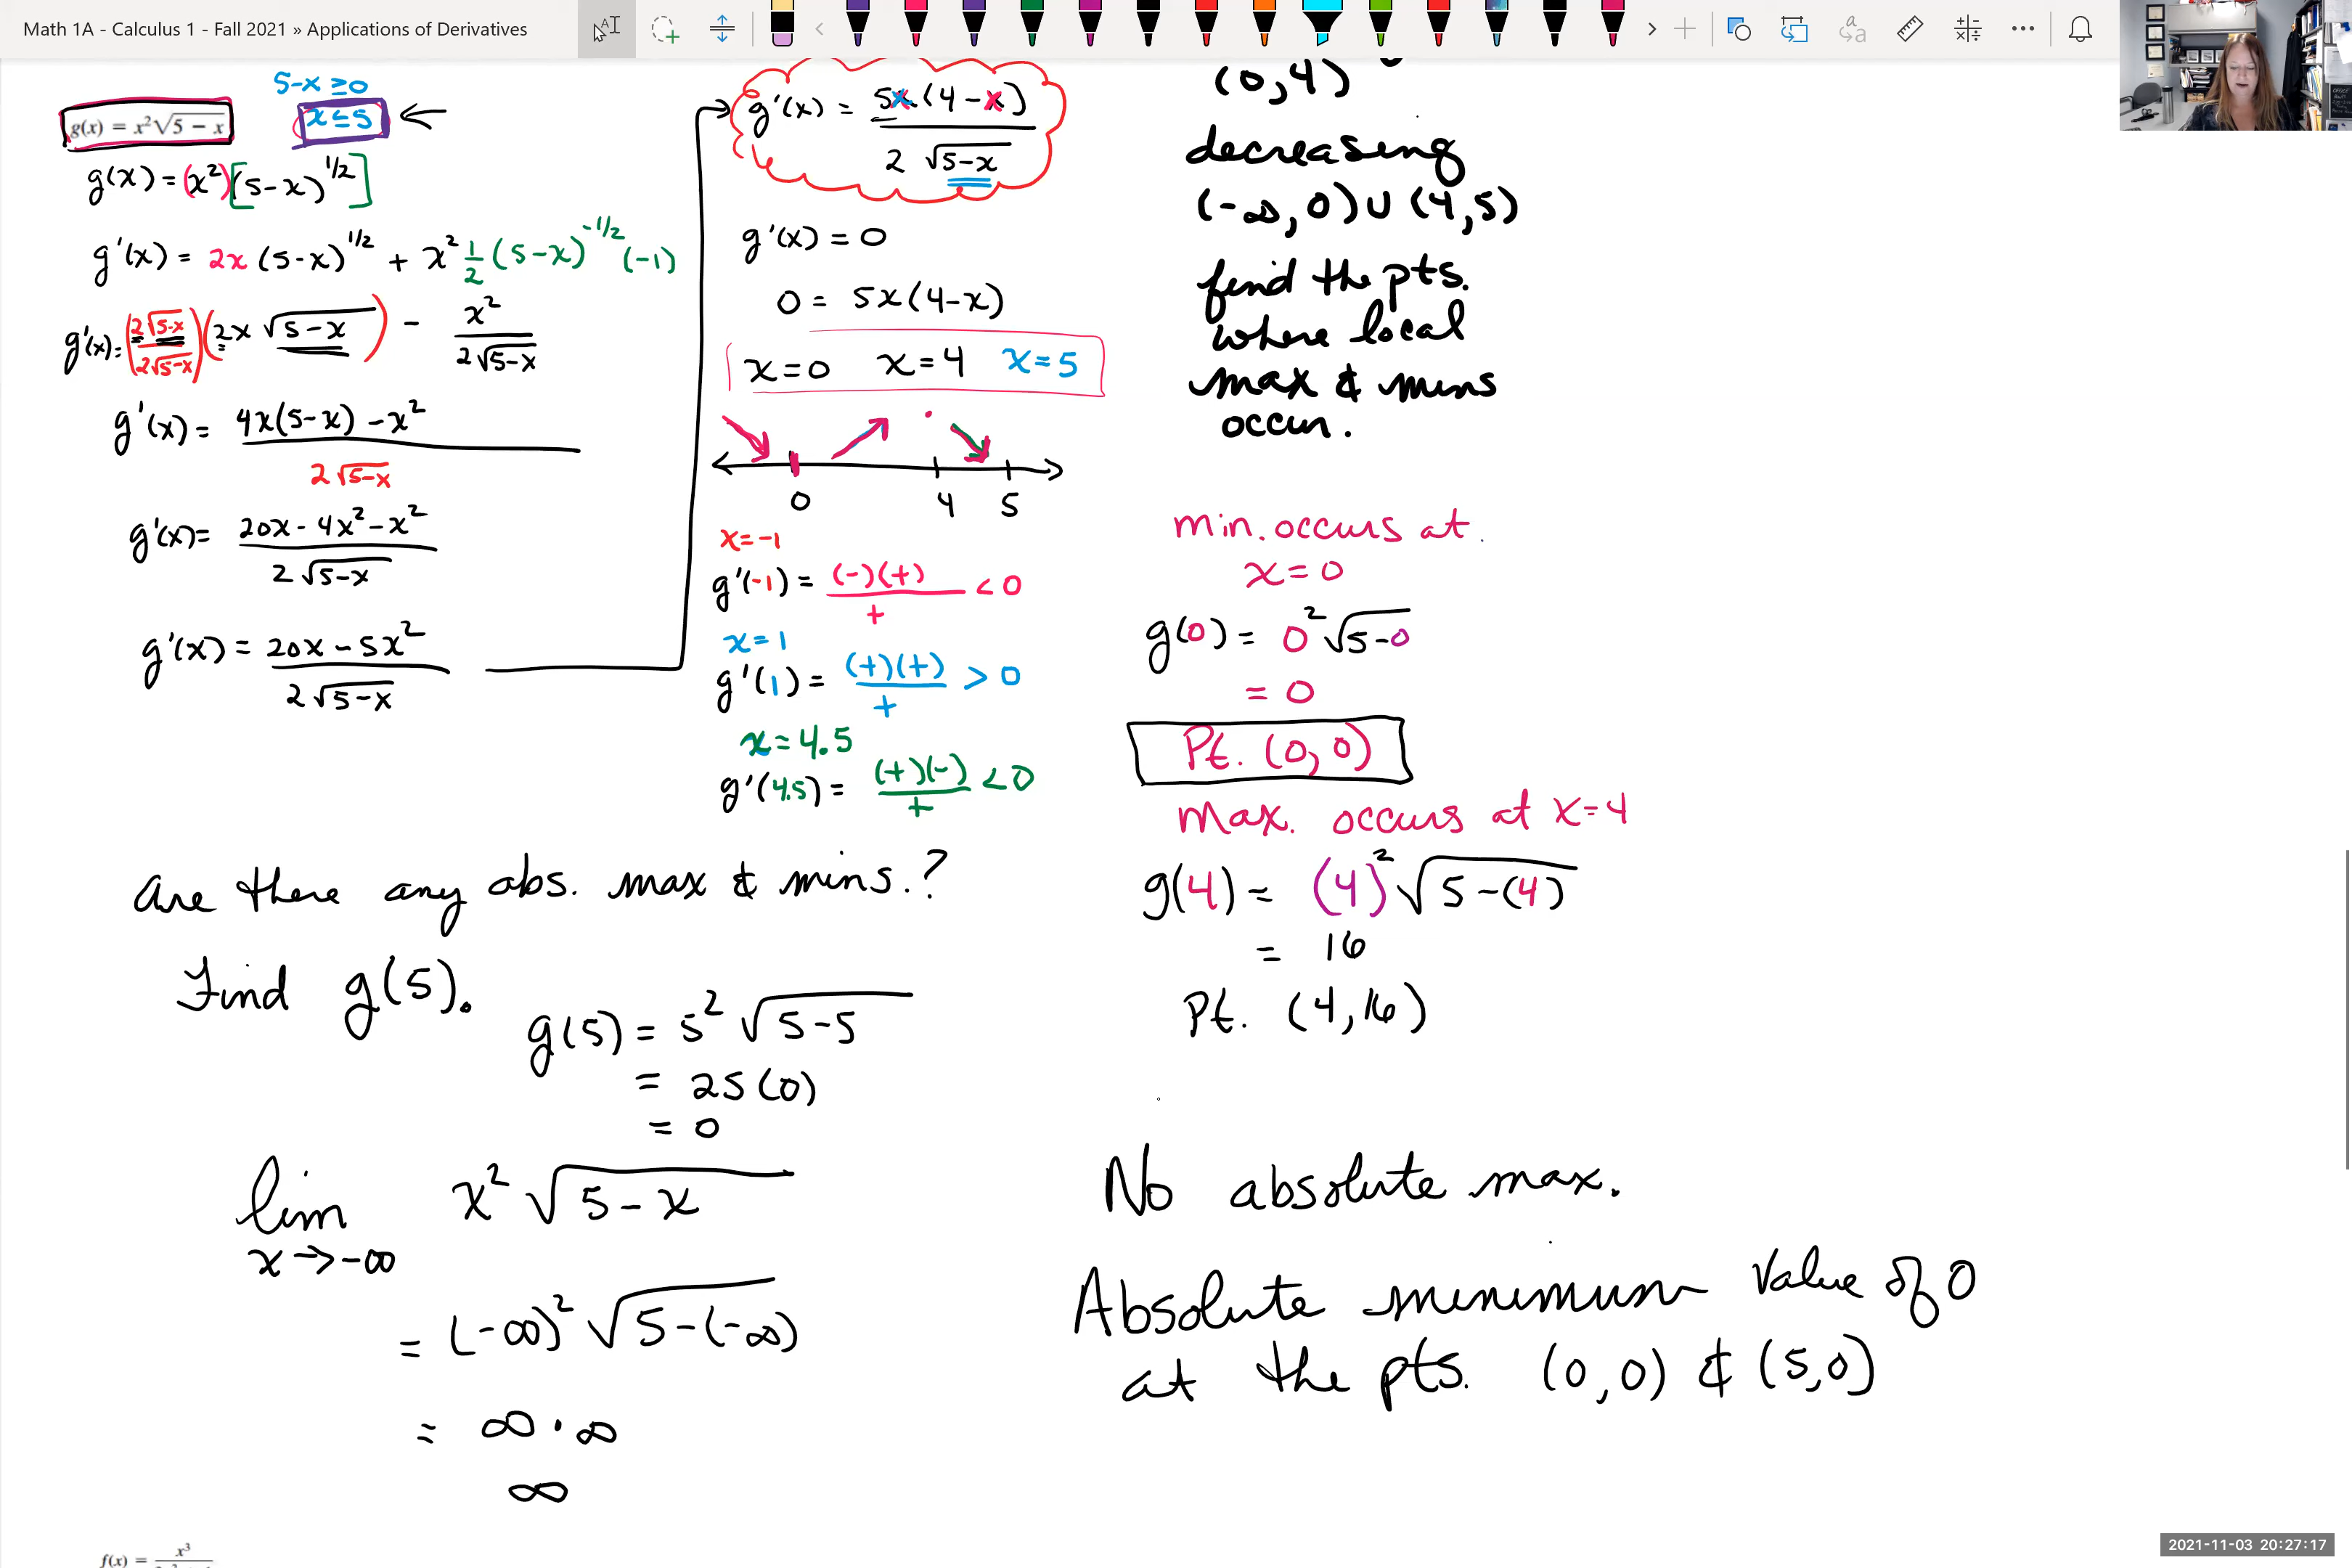 Math 1A - Calculus 1 - Fall 2021 » Applications of Derivatives
5-x ≥0
x ≤ 5
g(x) = x²√5 − x
g(x) = (x²)[(5-x)^1/2]
g'(x) = 2x (5-x)^1/2 + x² 1/2 (5-x)^-1/2 (-1)
g'(x) = (2√5-x / 2√5-x)(2x √5-x) - x² / 2√5-x
g'(x) = 4x(5-x) - x² / 2√5-x
g'(x) = 20x - 4x² - x² / 2√5-x
g'(x) = 20x - 5x² / 2√5-x
g'(x) = 5x(4-x) / 2√5-x
g'(x) = 0
0 = 5x(4-x)
x=0 x=4 x=5
0 4 5
x=-1
g'(-1) = (-)(+) / + < 0
x=1
g'(1) = (+)(+) / + > 0
x=4.5
g'(4.5) = (+)(-) / + < 0
(0,4)
decreasing
(-∞,0)∪(4,5)
find the pts.
where local
max & mins
occur.
min. occurs at
x=0
g(0) = 0²√5-0
= 0
Pt. (0,0)
max. occurs at x=4
g(4) = (4)²√5-(4)
= 16
Pt. (4,16)
are there any abs. max & mins.?
Find g(5).
g(5) = 5²√5-5
= 25(0)
= 0
lim x→-∞ x²√5-x
= (-∞)²√5-(-∞)
= ∞·∞
∞
No absolute max.
Absolute minimum value of 0
at the pts. (0,0) & (5,0)
f(x) = x³
2021-11-03 20:27:17